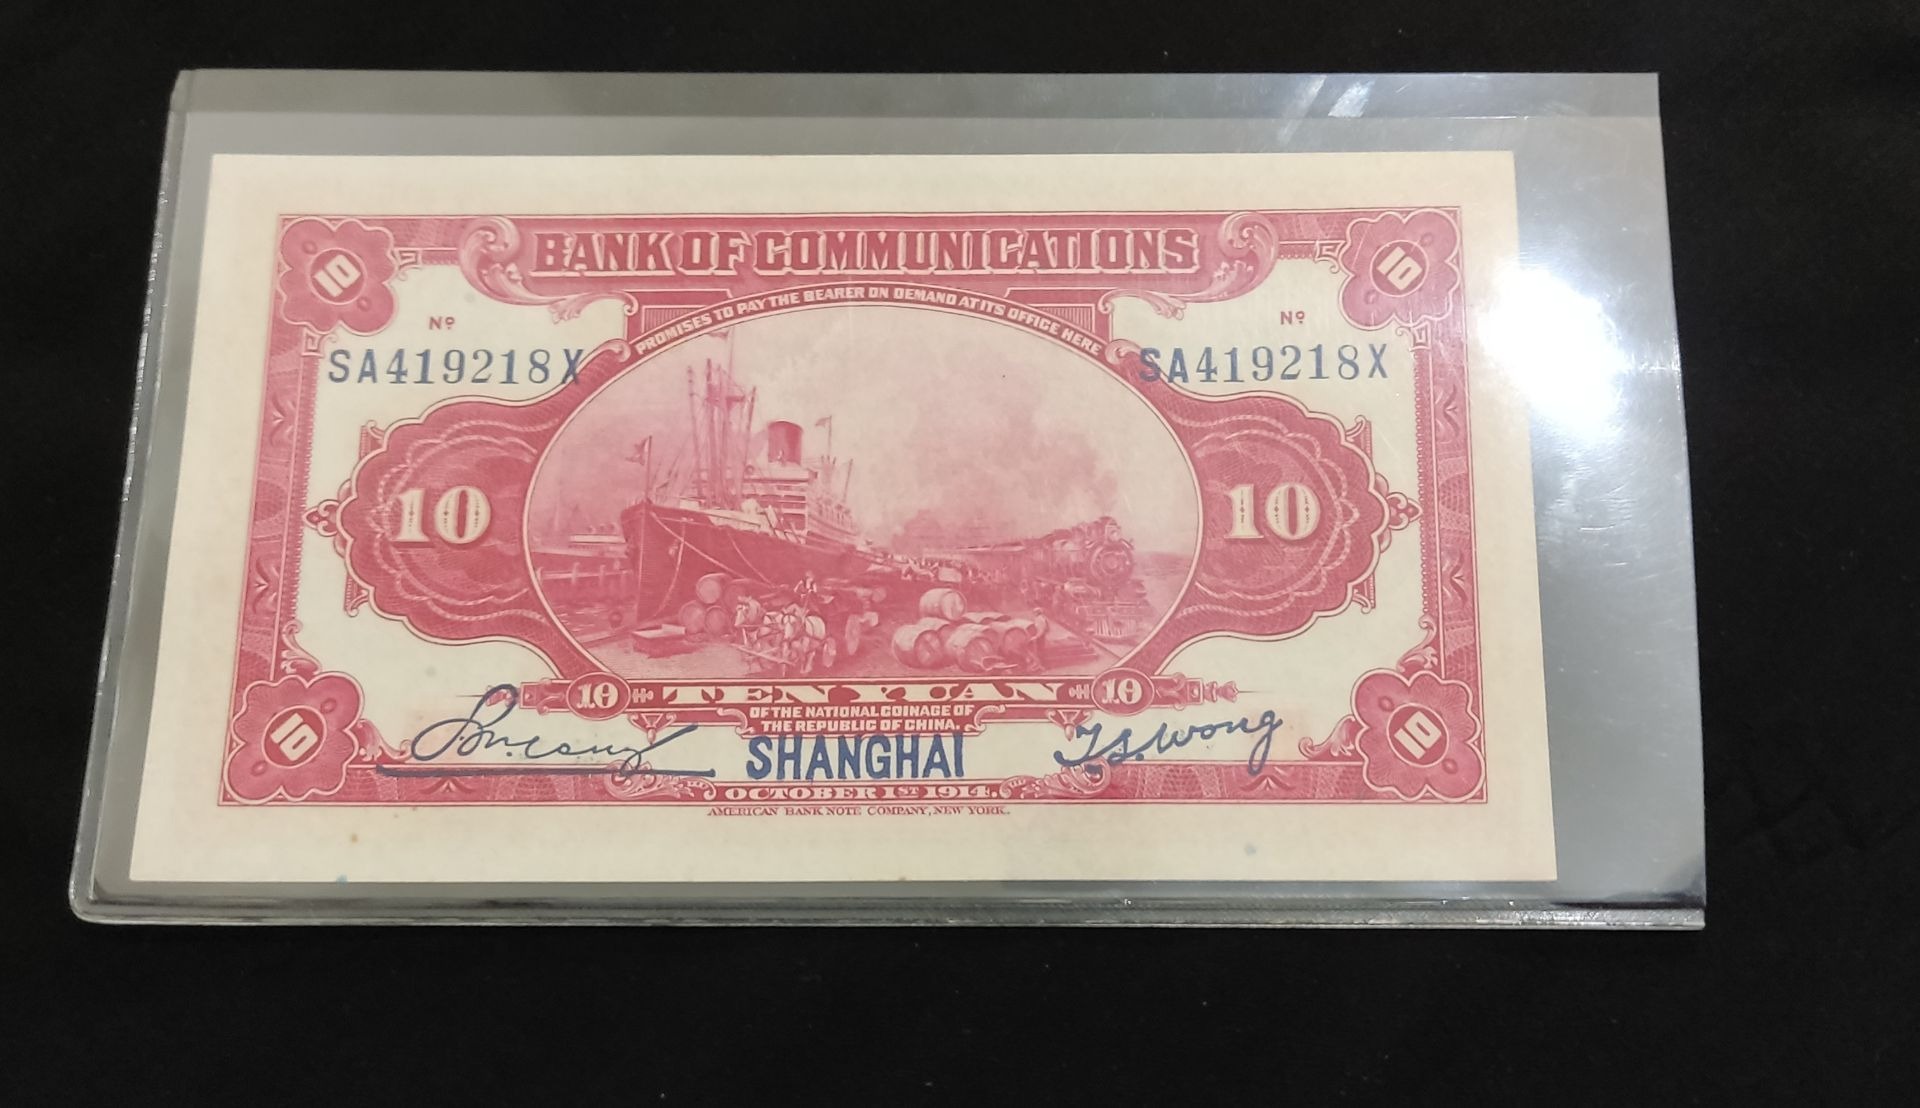 BANK OF COMMUNICATIONS
PROMISES TO PAY THE BEARER ON DEMAND AT ITS OFFICE HERE
10 10
Nº Nº
SA419218X SA419218X
10 10
10 TEN YUAN 10
OF THE NATIONAL COINAGE OF
THE REPUBLIC OF CHINA.
T.S. Wong
SHANGHAI
10 10
OCTOBER 1ST 1914.
AMERICAN BANK NOTE COMPANY, NEW YORK.